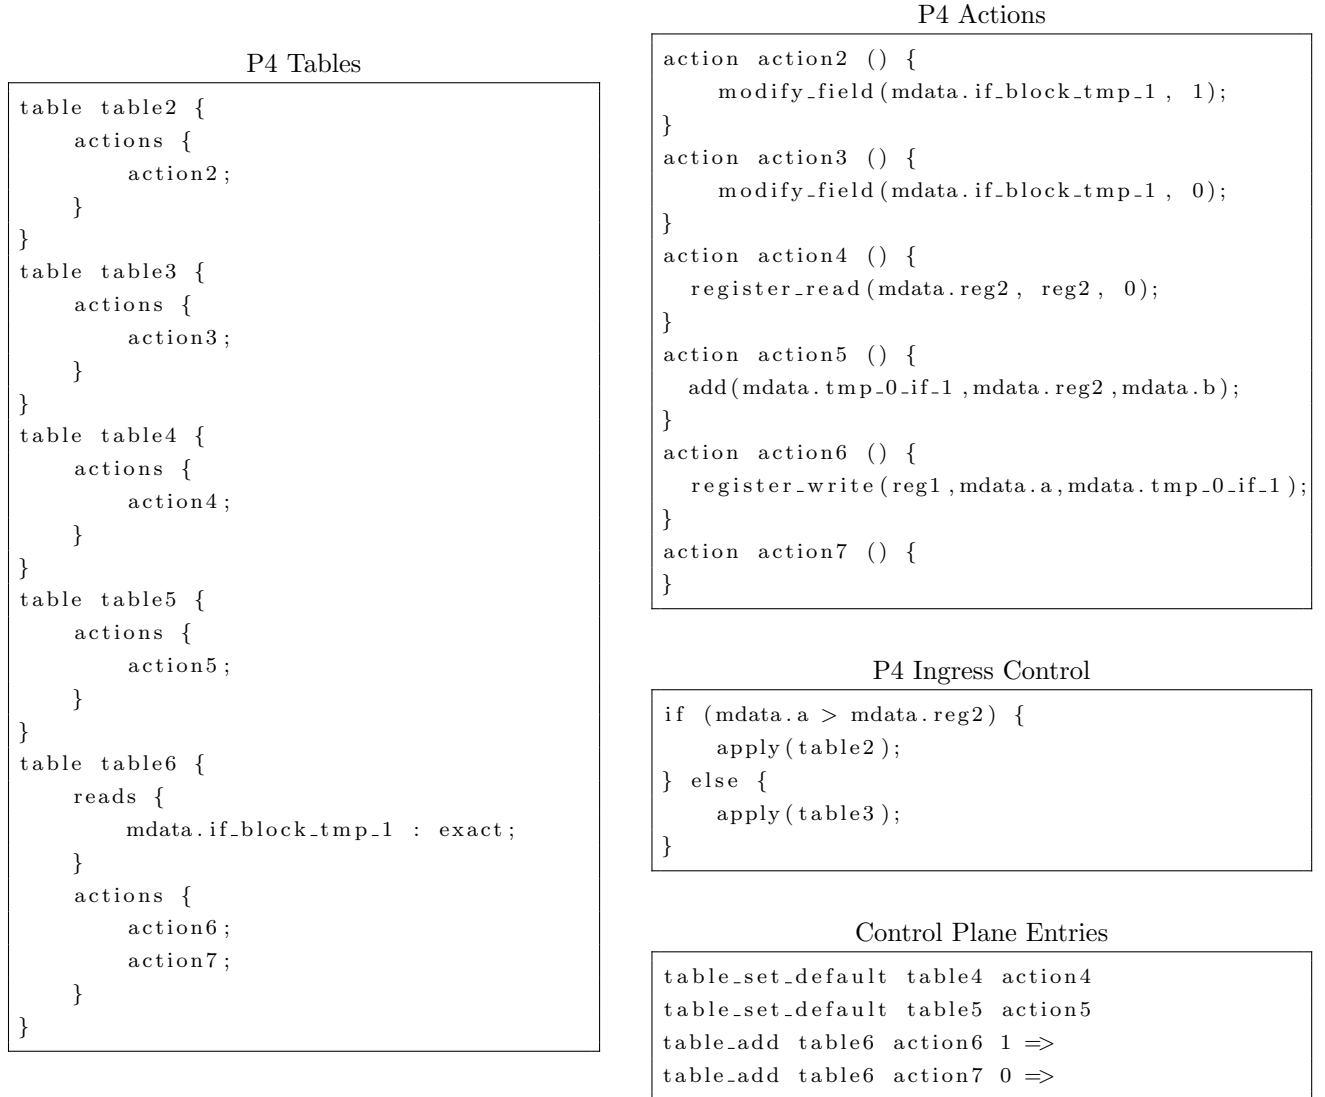 P4 Tables
table table2 {
    actions {
        action2;
    }
}
table table3 {
    actions {
        action3;
    }
}
table table4 {
    actions {
        action4;
    }
}
table table5 {
    actions {
        action5;
    }
}
table table6 {
    reads {
        mdata.if_block_tmp_1 : exact;
    }
    actions {
        action6;
        action7;
    }
}
P4 Actions
action action2 () {
    modify_field(mdata.if_block_tmp_1, 1);
}
action action3 () {
    modify_field(mdata.if_block_tmp_1, 0);
}
action action4 () {
  register_read(mdata.reg2, reg2, 0);
}
action action5 () {
  add(mdata.tmp_0_if_1,mdata.reg2,mdata.b);
}
action action6 () {
  register_write(reg1,mdata.a,mdata.tmp_0_if_1);
}
action action7 () {
}
P4 Ingress Control
if (mdata.a > mdata.reg2) {
    apply(table2);
} else {
    apply(table3);
}
Control Plane Entries
table_set_default table4 action4
table_set_default table5 action5
table_add table6 action6 1 =>
table_add table6 action7 0 =>